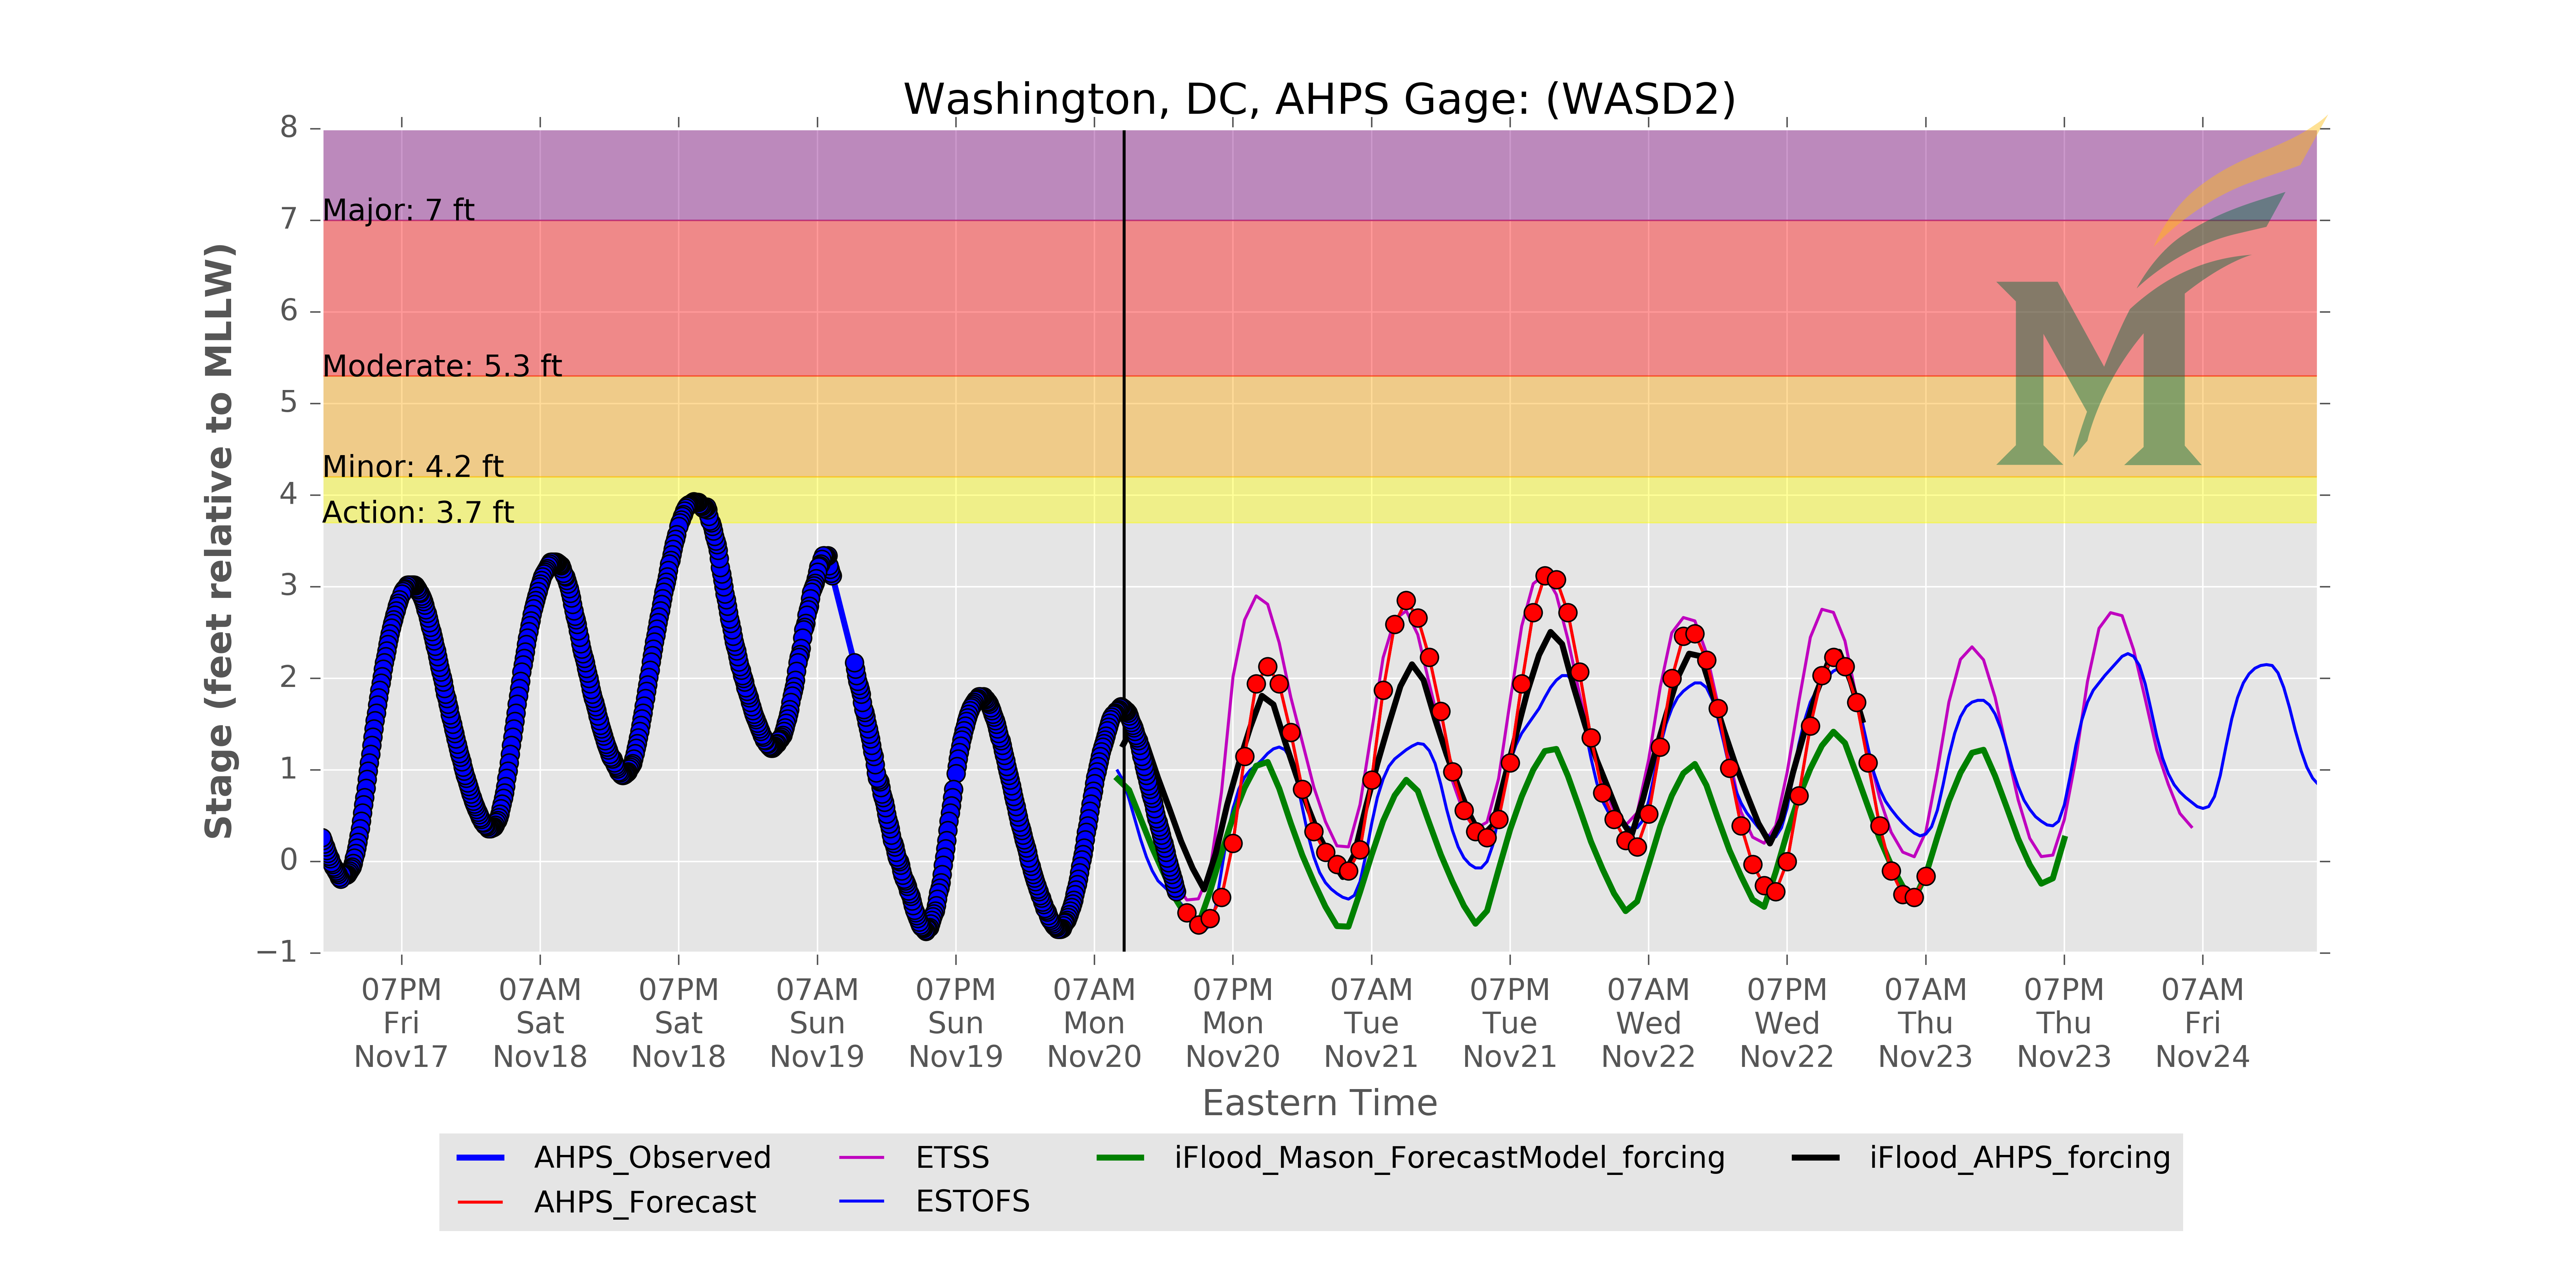 Washington, DC, AHPS Gage: (WASD2)
Stage (feet relative to MLLW)
8
7
6
5
4
3
2
1
0
−1
Major: 7 ft
Moderate: 5.3 ft
Minor: 4.2 ft
Action: 3.7 ft
M
07PM 07AM 07PM 07AM 07PM 07AM 07PM 07AM 07PM 07AM 07PM 07AM 07PM 07AM
Fri Sat Sat Sun Sun Mon Mon Tue Tue Wed Wed Thu Thu Fri
Nov17 Nov18 Nov18 Nov19 Nov19 Nov20 Nov20 Nov21 Nov21 Nov22 Nov22 Nov23 Nov23 Nov24
Eastern Time
AHPS_Observed ETSS iFlood_Mason_ForecastModel_forcing iFlood_AHPS_forcing
AHPS_Forecast ESTOFS